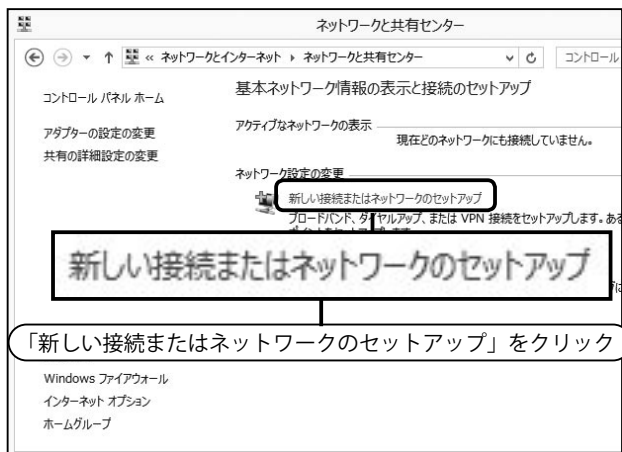 ネットワークと共有センター
« ネットワークとインターネット ▸ ネットワークと共有センター
コントロール
コントロール パネル ホーム
アダプターの設定の変更
共有の詳細設定の変更
基本ネットワーク情報の表示と接続のセットアップ
アクティブなネットワークの表示
現在どのネットワークにも接続していません。
ネットワーク設定の変更
新しい接続またはネットワークのセットアップ
ブロードバンド、ダイヤルアップ、または VPN 接続をセットアップします。ある
新しい接続またはネットワークのセットアップ
「新しい接続またはネットワークのセットアップ」をクリック
Windows ファイアウォール
インターネット オプション
ホームグループ